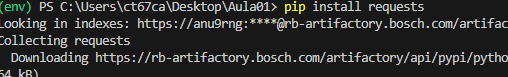 (env) PS C:\Users\ct67ca\Desktop\Aula01> pip install requests
Looking in indexes: https://anu9rng:****@rb-artifactory.bosch.com/artifac
Collecting requests
Downloading https://rb-artifactory.bosch.com/artifactory/api/pypi/pytho
64 kB)